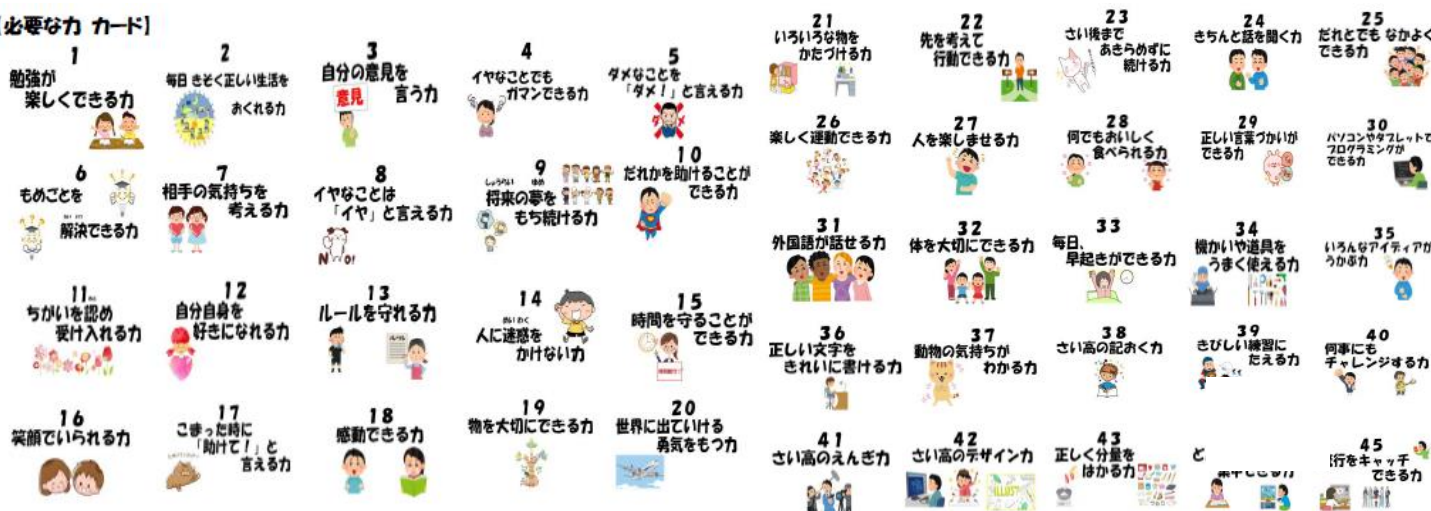 【必要な力 カード】
1
勉強が
楽しくできる力
2
毎日 きそく正しい生活を
おくれる力
3
自分の意見を
言う力
意見
4
イヤなことでも
ガマンできる力
5
ダメなことを
「ダメ!」と言える力
ダメ
6
もめごとを
解決できる力
7
相手の気持ちを
考える力
8
イヤなことは
「イヤ」と言える力
NO!
9
しょうらい ゆめ
将来の夢を
もち続ける力
10
だれかを助けることが
できる力
11
ちがいを認め
受け入れる力
12
自分自身を
好きになれる力
13
ルールを守れる力
ルール
14
めいわく
人に迷惑を
かけない力
15
時間を守ることが
できる力
16
笑顔でいられる力
17
こまった時に
「助けて!」と
言える力
18
感動できる力
19
物を大切にできる力
20
世界に出ていける
勇気をもつ力
21
いろいろな物を
かたづける力
22
先を考えて
行動できる力
23
さい後まで
あきらめずに
続ける力
24
きちんと話を聞く力
25
だれとでも なかよく
できる力
26
楽しく運動できる力
27
人を楽しませる力
28
何でもおいしく
食べられる力
29
正しい言葉づかいが
できる力
30
パソコンやタブレットで
プログラミングが
できる力
31
外国語が話せる力
32
体を大切にできる力
33
毎日、
早起きができる力
34
機かいや道具を
うまく使える力
35
いろんなアイディアが
うかぶ力
36
正しい文字を
きれいに書ける力
37
動物の気持ちが
わかる力
38
さい高の記おく力
39
きびしい練習に
たえる力
40
何事にも
チャレンジする力
41
さい高のえんぎ力
42
さい高のデザイン力
ILLUST
43
正しく分量を
はかる力
ど
集中できる力
45
行をキャッチ
できる力